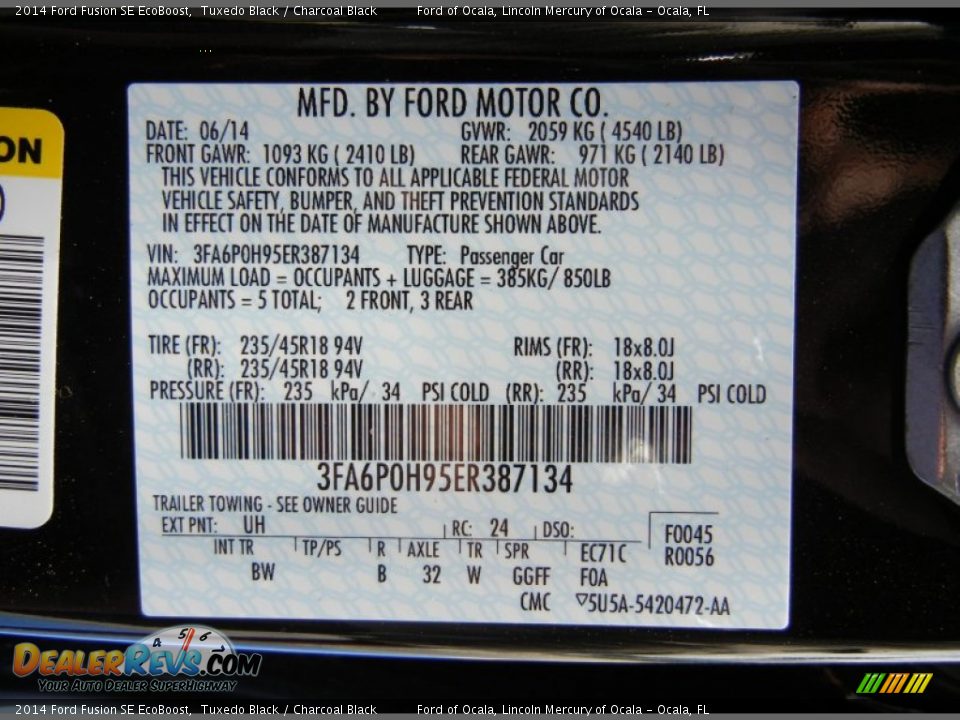 2014 Ford Fusion SE EcoBoost, Tuxedo Black / Charcoal Black Ford of Ocala, Lincoln Mercury of Ocala - Ocala, FL
ON
MFD. BY FORD MOTOR CO.
DATE: 06/14 GVWR: 2059 KG ( 4540 LB)
FRONT GAWR: 1093 KG ( 2410 LB) REAR GAWR: 971 KG ( 2140 LB)
THIS VEHICLE CONFORMS TO ALL APPLICABLE FEDERAL MOTOR
VEHICLE SAFETY, BUMPER, AND THEFT PREVENTION STANDARDS
IN EFFECT ON THE DATE OF MANUFACTURE SHOWN ABOVE.
VIN: 3FA6P0H95ER387134 TYPE: Passenger Car
MAXIMUM LOAD = OCCUPANTS + LUGGAGE = 385KG/ 850LB
OCCUPANTS = 5 TOTAL; 2 FRONT, 3 REAR
TIRE (FR): 235/45R18 94V RIMS (FR): 18x8.0J
(RR): 235/45R18 94V (RR): 18x8.0J
PRESSURE (FR): 235 kPa/ 34 PSI COLD (RR): 235 kPa/ 34 PSI COLD
3FA6P0H95ER387134
TRAILER TOWING - SEE OWNER GUIDE
EXT PNT: UH RC: 24 DSO: F0045
R0056
INT TR TP/PS R AXLE TR SPR EC71C
BW B 32 W GGFF FOA
CMC ▽5U5A-5420472-AA
4 5 6
DealerRevs.com
Your Auto Dealer SuperHighway
2014 Ford Fusion SE EcoBoost, Tuxedo Black / Charcoal Black Ford of Ocala, Lincoln Mercury of Ocala - Ocala, FL